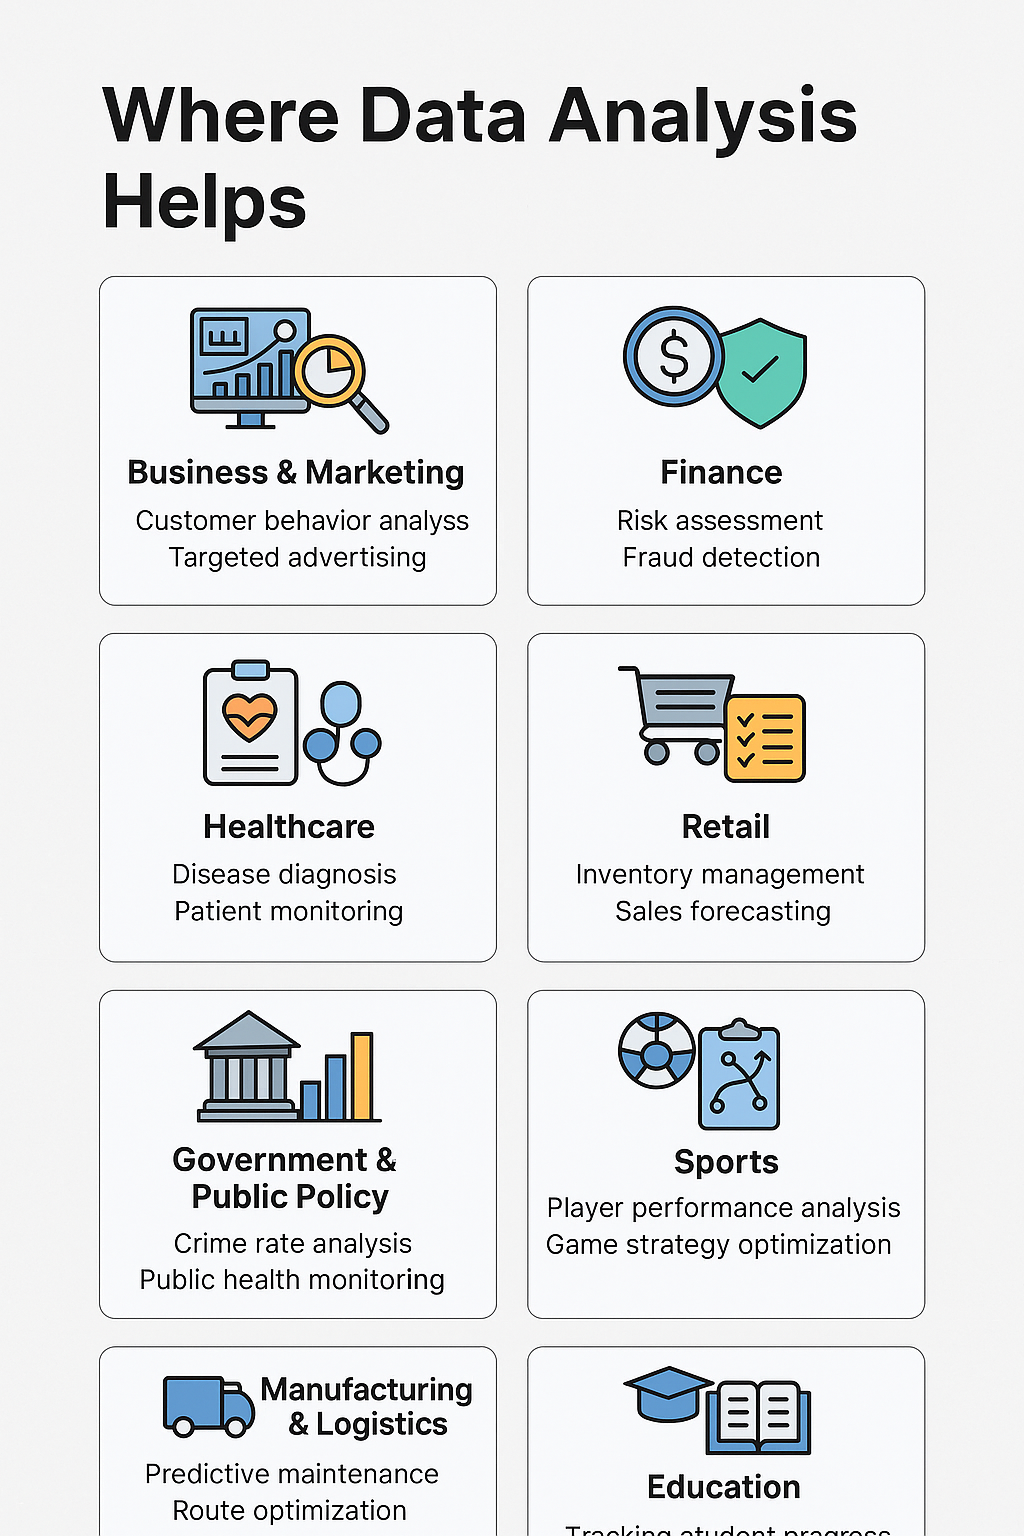 Where Data Analysis
Helps
Business & Marketing
Customer behavior analyss
Targeted advertising
Finance
Risk assessment
Fraud detection
Healthcare
Disease diagnosis
Patient monitoring
Retail
Inventory management
Sales forecasting
Government &
Public Policy
Crime rate analysis
Public health monitoring
Sports
Player performance analysis
Game strategy optimization
Manufacturing
& Logistics
Predictive maintenance
Route optimization
Education
Tracking